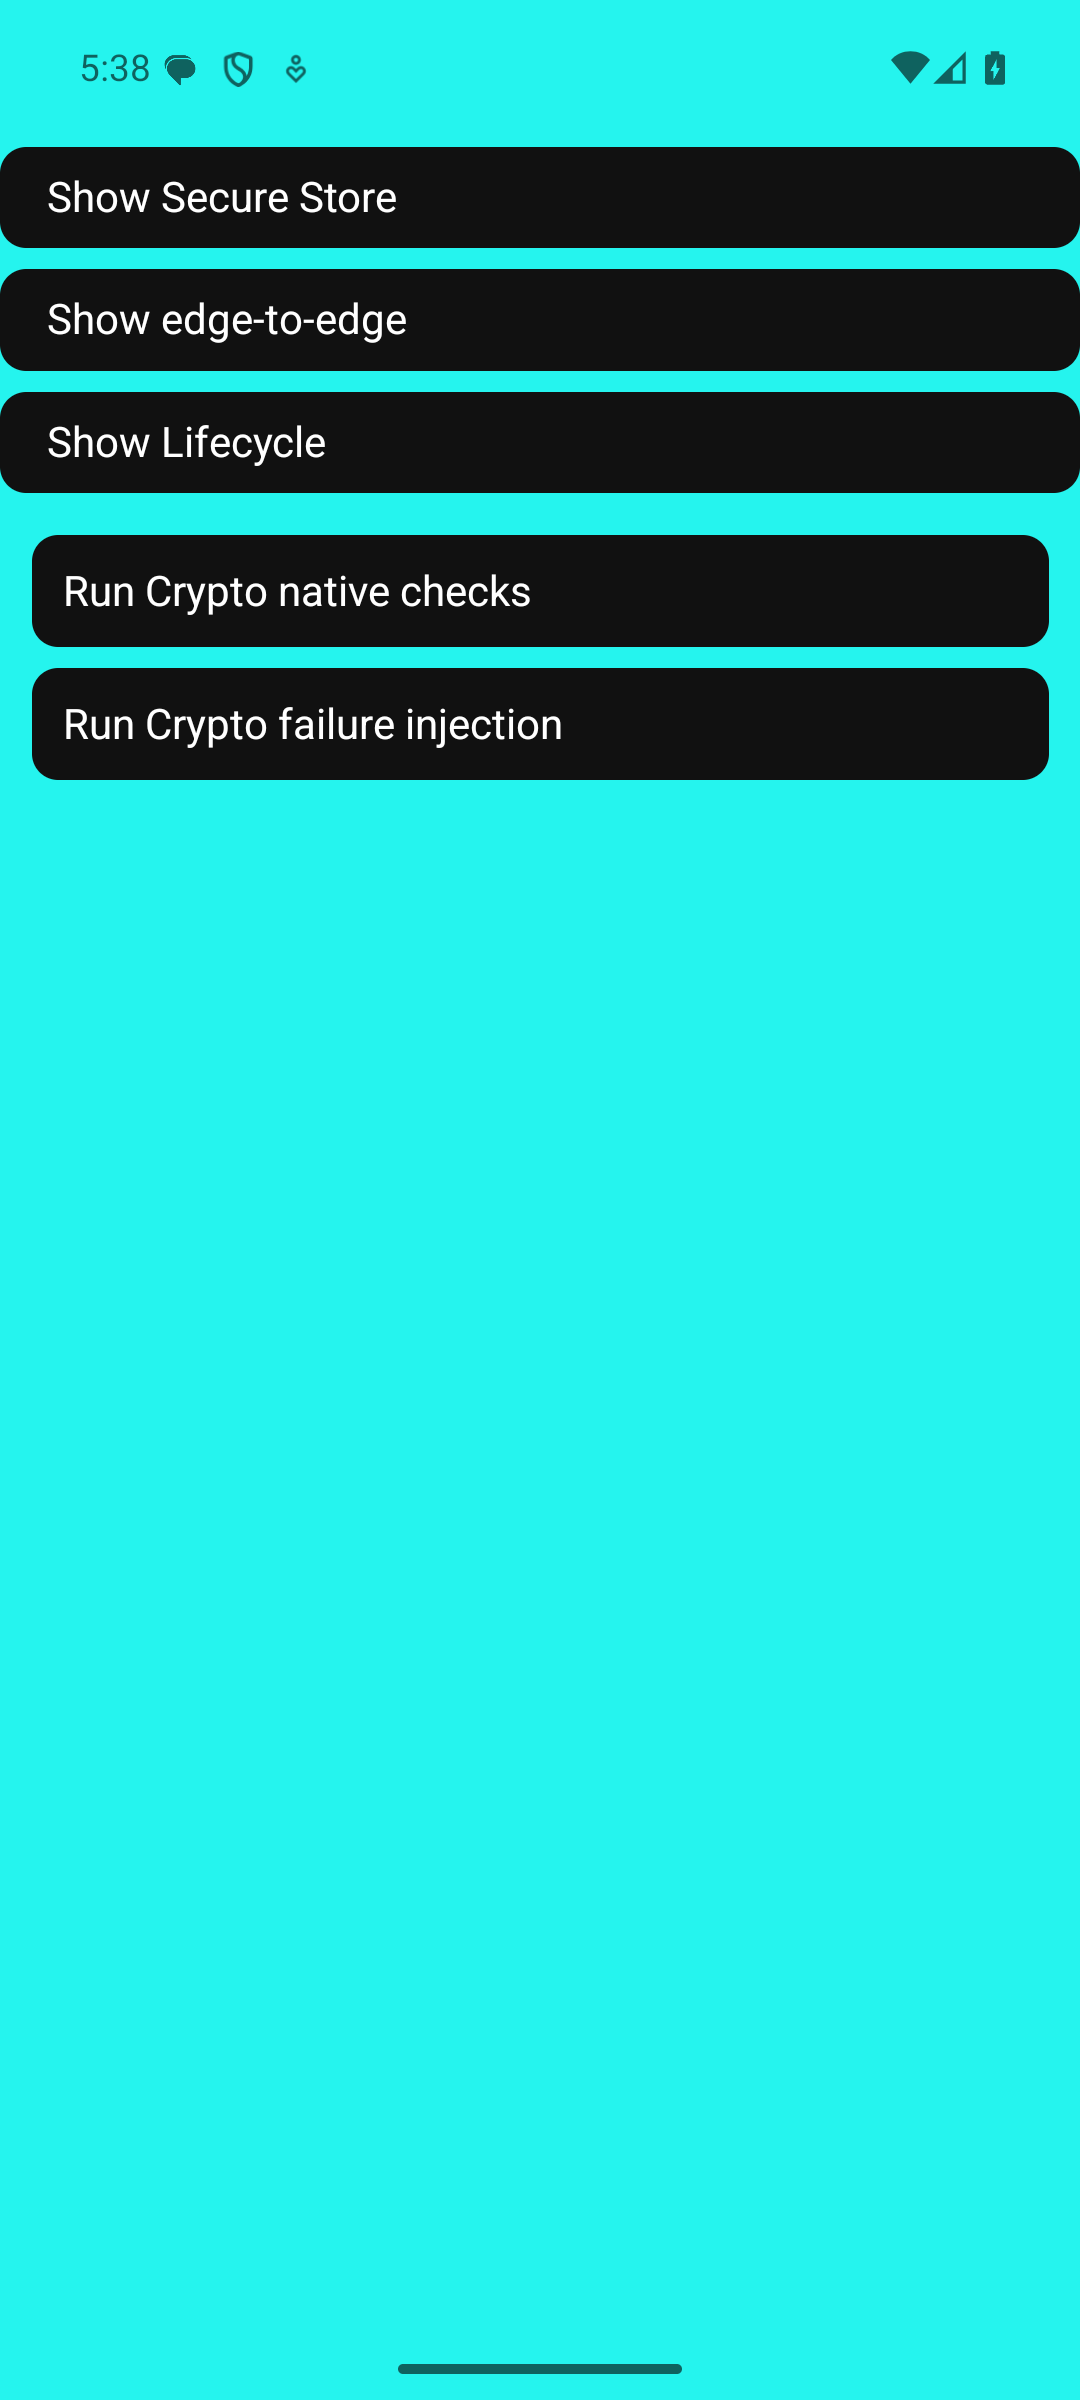 5:38
Show Secure Store
Show edge-to-edge
Show Lifecycle
Run Crypto native checks
Run Crypto failure injection